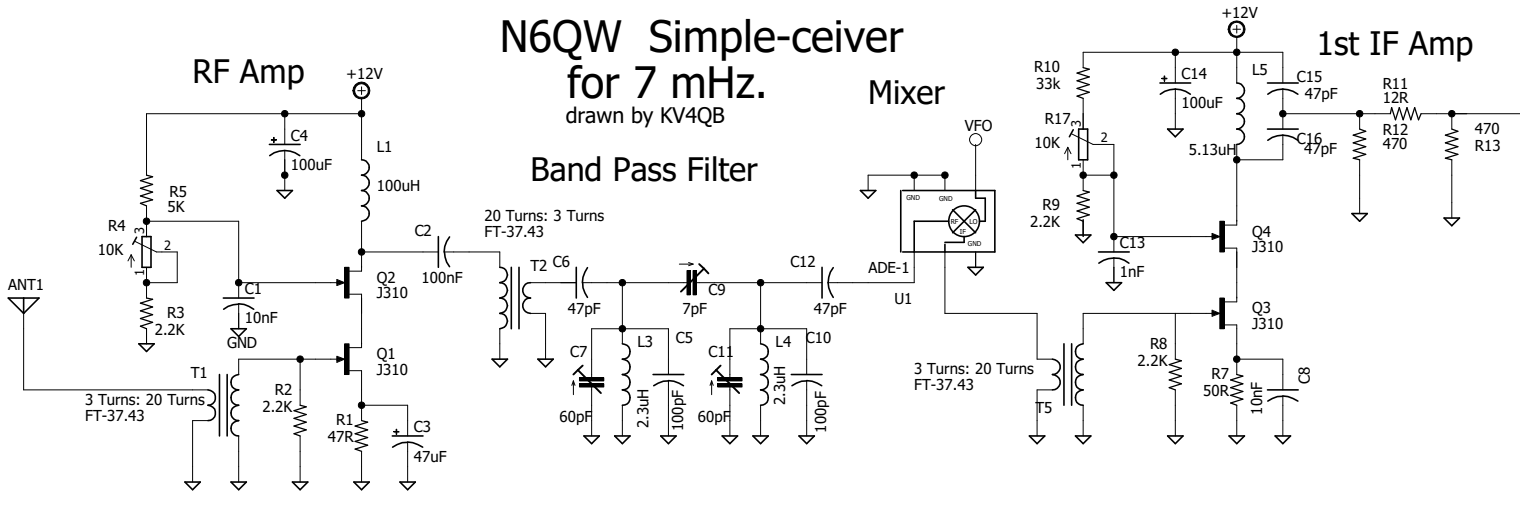 N6QW Simple-ceiver
for 7 mHz.
drawn by KV4QB
RF Amp
+12V
C4
100uF
L1
100uH
R5
5K
R4
10K
3
2
1
R3
2.2K
C1
10nF
GND
Q2
J310
Q1
J310
ANT1
T1
3 Turns: 20 Turns
FT-37.43
R2
2.2K
R1
47R
C3
47uF
C2
100nF
Band Pass Filter
20 Turns: 3 Turns
FT-37.43
T2
C6
47pF
C9
7pF
C12
47pF
C7
60pF
L3
2.3uH
C5
100pF
C11
60pF
L4
2.3uH
C10
100pF
Mixer
VFO
GND
GND
RF
LO
IF
GND
ADE-1
U1
3 Turns: 20 Turns
FT-37.43
T5
1st IF Amp
+12V
R10
33k
R17
10K
3
2
1
R9
2.2K
C13
1nF
C14
100uF
L5
5.13uH
C15
47pF
C16
47pF
R11
12R
R12
470
470
R13
Q4
J310
Q3
J310
R8
2.2K
R7
50R
10nF
C8